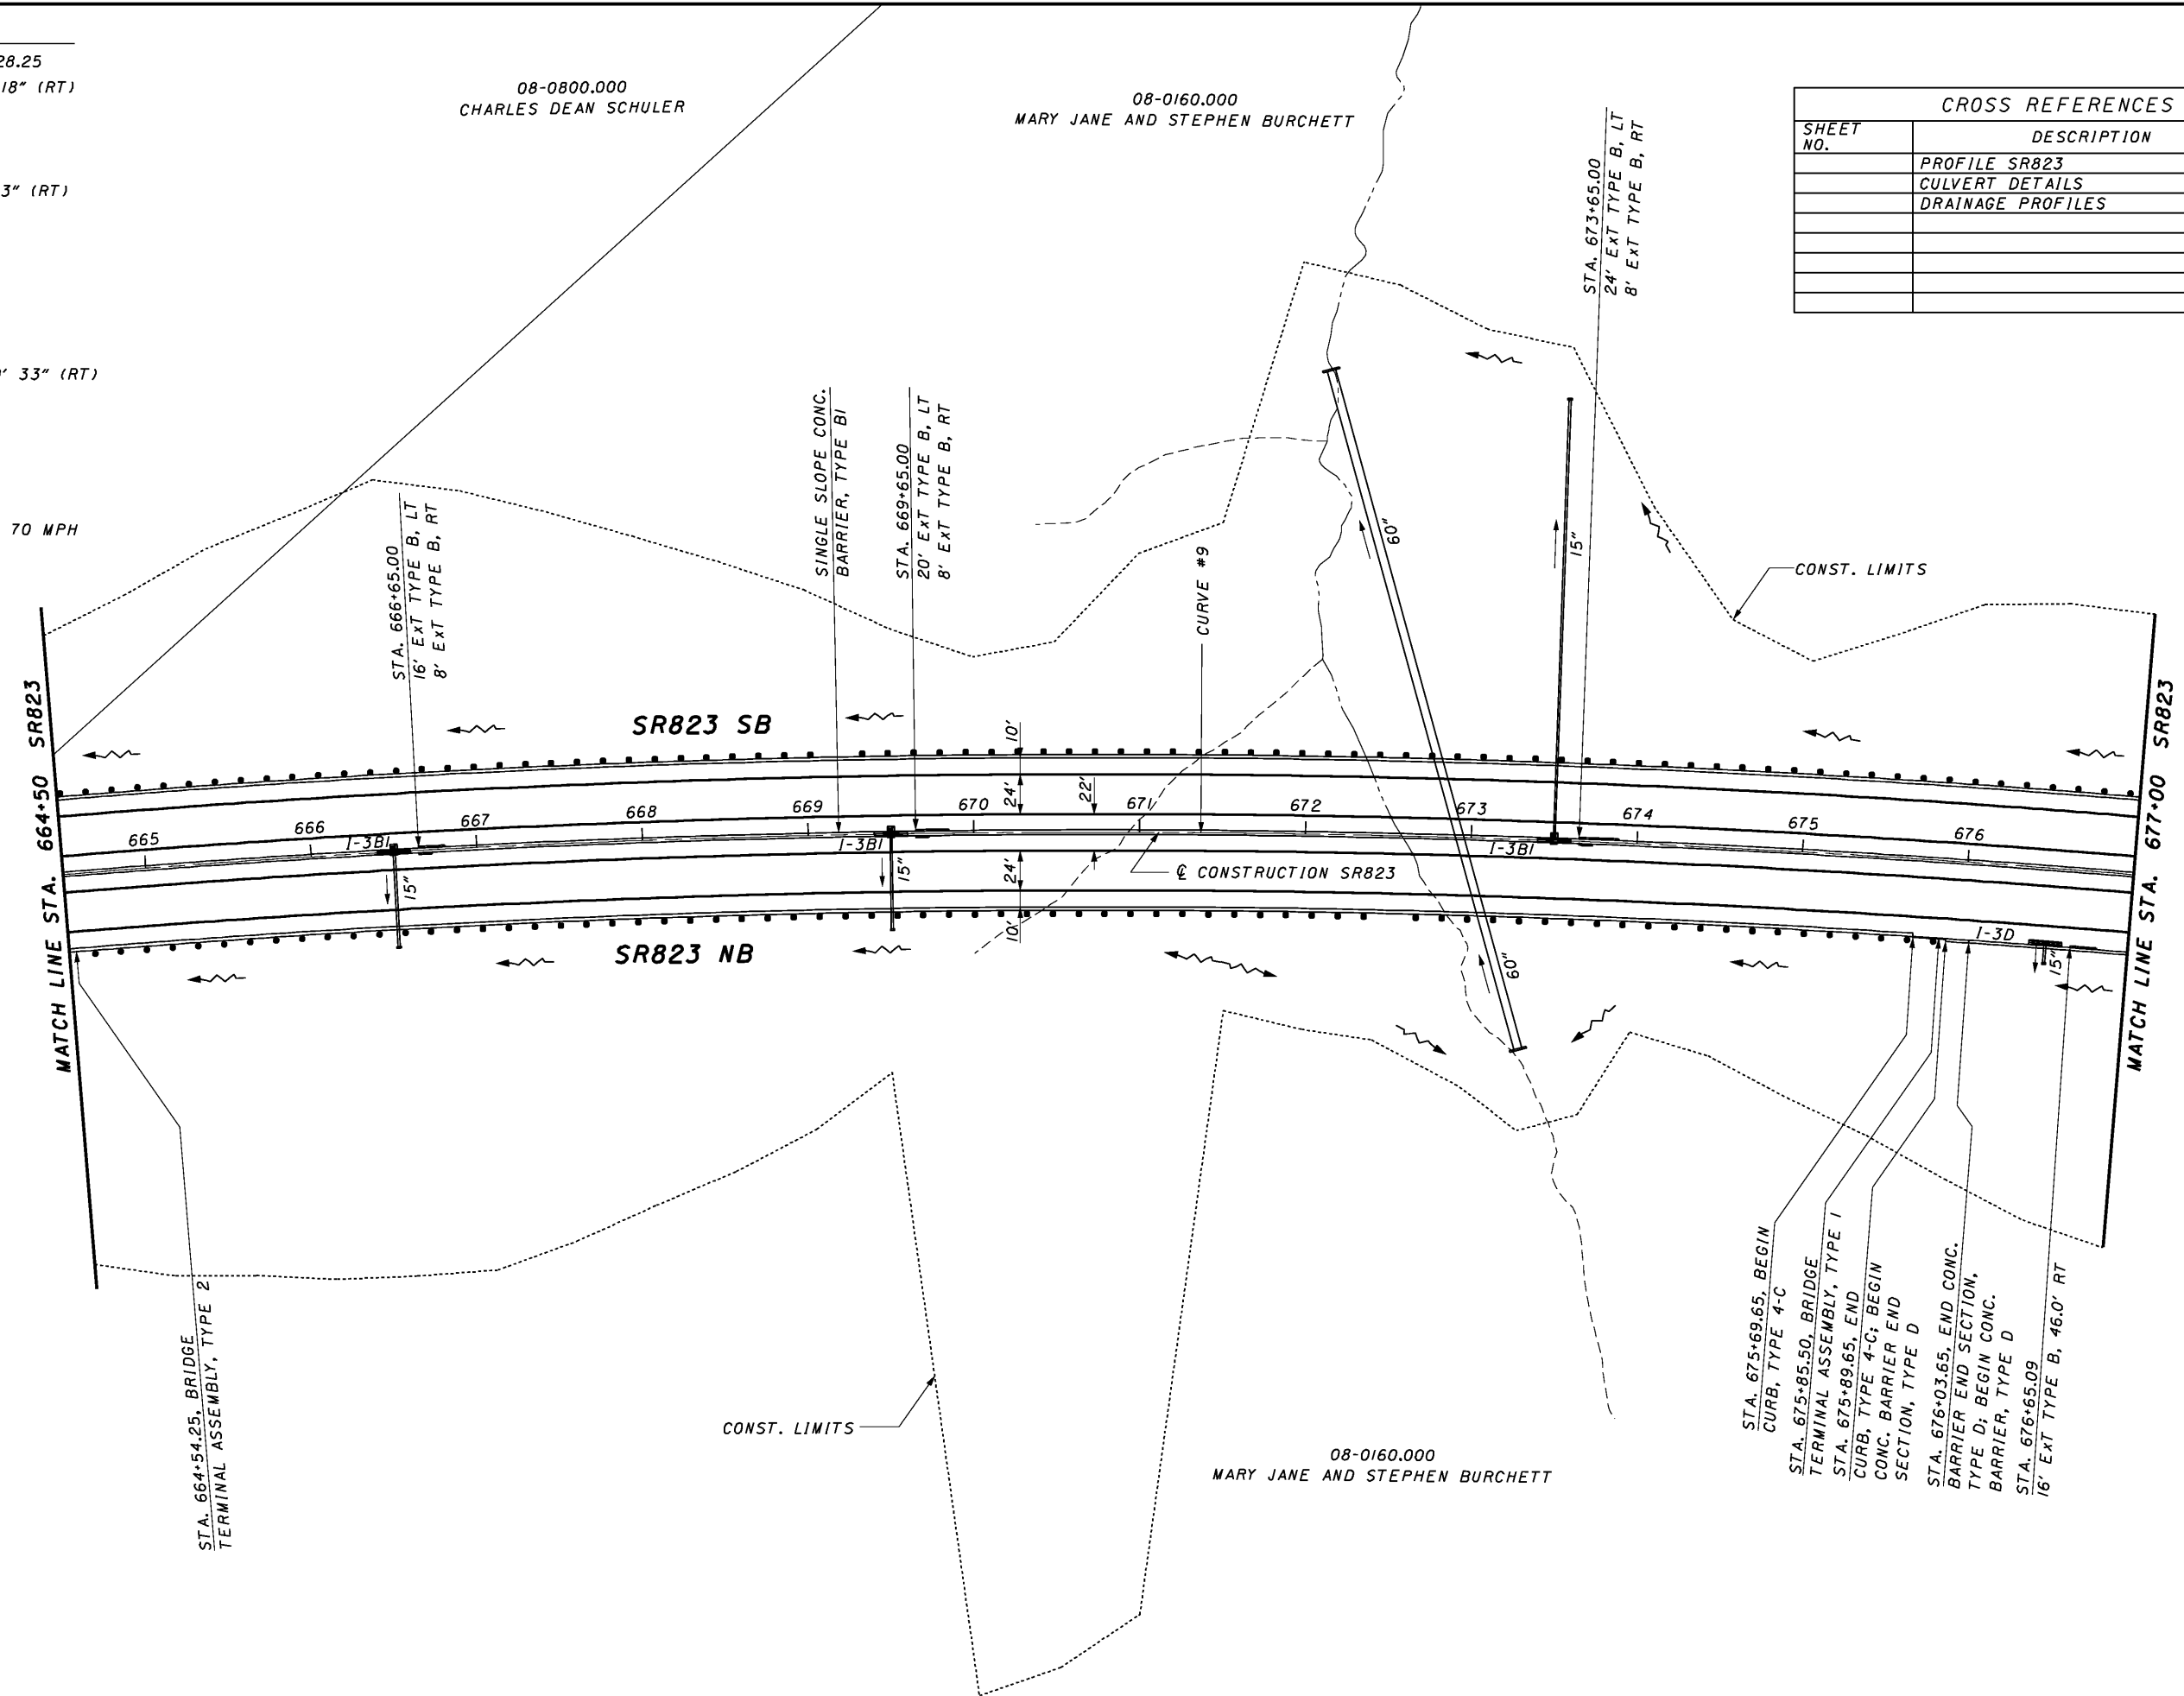 28.25
18" (RT)
3" (RT)
' 33" (RT)
70 MPH
08-0800.000
CHARLES DEAN SCHULER
08-0160.000
MARY JANE AND STEPHEN BURCHETT
CROSS REFERENCES
SHEET
NO.
DESCRIPTION
PROFILE SR823
CULVERT DETAILS
DRAINAGE PROFILES
STA. 673+65.00
24' ExT TYPE B, LT
8' ExT TYPE B, RT
STA. 666+65.00
16' ExT TYPE B, LT
8' ExT TYPE B, RT
SINGLE SLOPE CONC.
BARRIER, TYPE B1
STA. 669+65.00
20' ExT TYPE B, LT
8' ExT TYPE B, RT
CURVE #9
60"
15"
CONST. LIMITS
MATCH LINE STA. 664+50 SR823
MATCH LINE STA. 677+00 SR823
SR823 SB
10'
24'
22'
665
666
667
668
669
670
671
672
673
674
675
676
I-3B1
I-3B1
I-3B1
I-3D
15"
15"
24'
10'
℄ CONSTRUCTION SR823
SR823 NB
60"
15"
STA. 664+54.25, BRIDGE
TERMINAL ASSEMBLY, TYPE 2
CONST. LIMITS
08-0160.000
MARY JANE AND STEPHEN BURCHETT
STA. 675+69.65, BEGIN
CURB, TYPE 4-C
STA. 675+85.50, BRIDGE
TERMINAL ASSEMBLY, TYPE 1
STA. 675+89.65, END
CURB, TYPE 4-C; BEGIN
CONC. BARRIER END
SECTION, TYPE D
STA. 676+03.65, END CONC.
BARRIER END SECTION,
TYPE D; BEGIN CONC.
BARRIER, TYPE D
STA. 676+65.09
16' ExT TYPE B, 46.0' RT